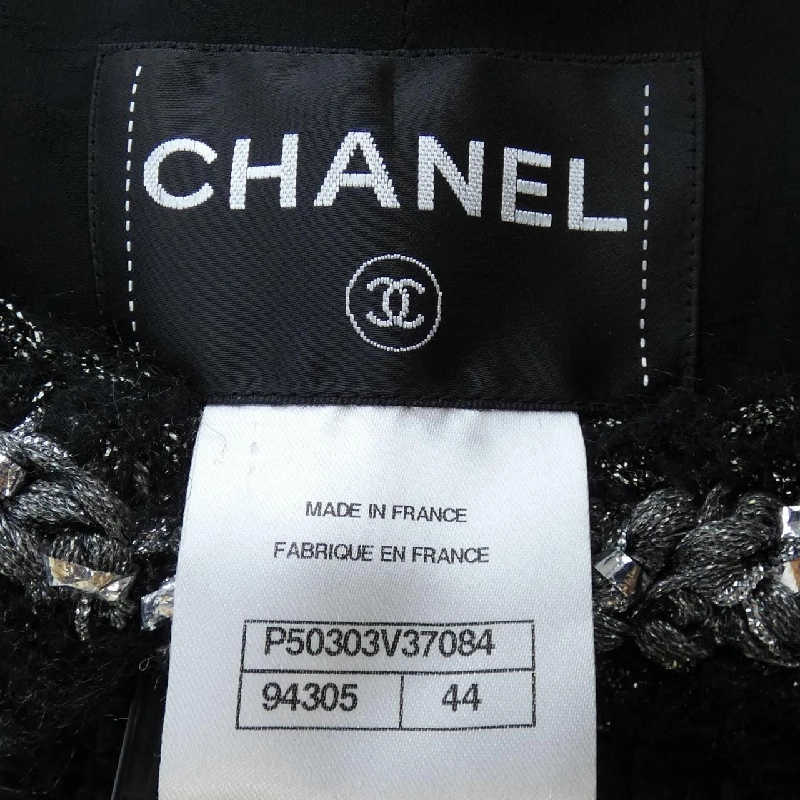 CHANEL
MADE IN FRANCE
FABRIQUE EN FRANCE
P50303V37084
94305 44